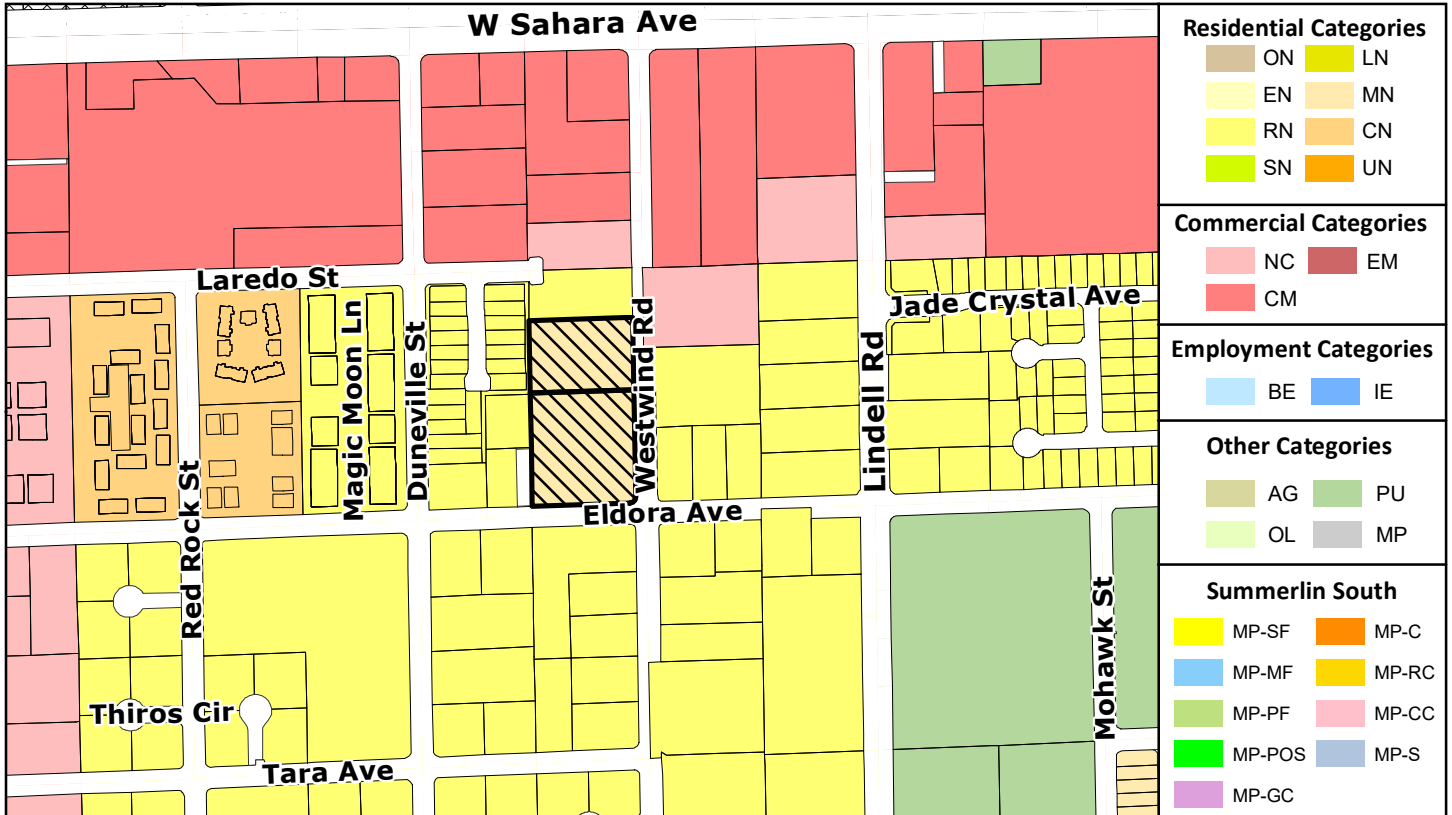 W Sahara Ave
Laredo St
Magic Moon Ln
Duneville St
Westwind Rd
Lindell Rd
Jade Crystal Ave
Eldora Ave
Red Rock St
Mohawk St
Thiros Cir
Tara Ave
Residential Categories
ON LN
EN MN
RN CN
SN UN
Commercial Categories
NC EM
CM
Employment Categories
BE IE
Other Categories
AG PU
OL MP
Summerlin South
MP-SF MP-C
MP-MF MP-RC
MP-PF MP-CC
MP-POS MP-S
MP-GC